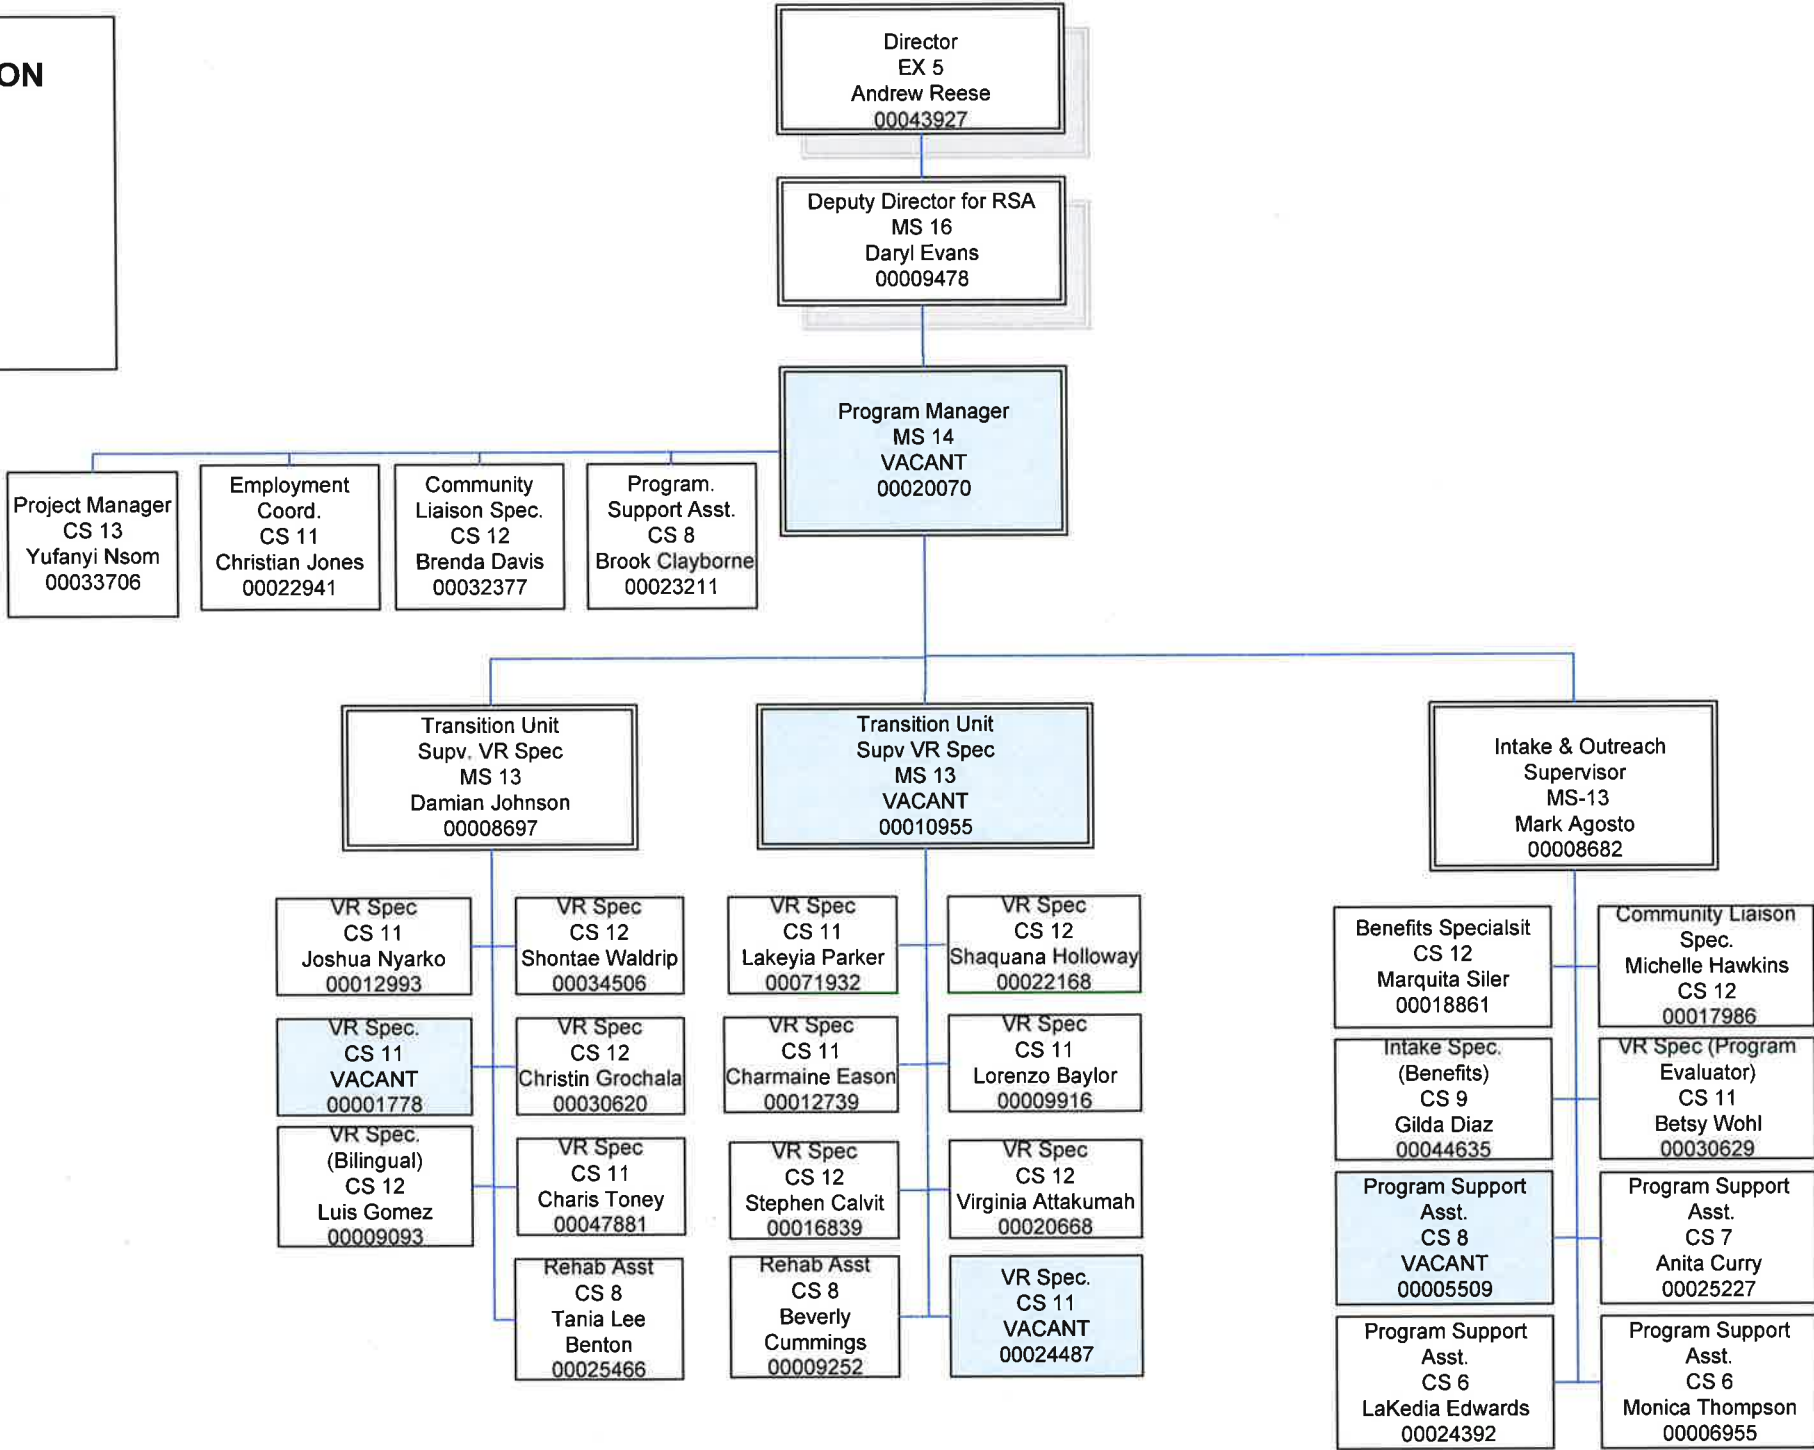 ON
Director
EX 5
Andrew Reese
00043927
Deputy Director for RSA
MS 16
Daryl Evans
00009478
Program Manager
MS 14
VACANT
00020070
Project Manager
CS 13
Yufanyi Nsom
00033706
Employment
Coord.
CS 11
Christian Jones
00022941
Community
Liaison Spec.
CS 12
Brenda Davis
00032377
Program.
Support Asst.
CS 8
Brook Clayborne
00023211
Transition Unit
Supv. VR Spec
MS 13
Damian Johnson
00008697
Transition Unit
Supv VR Spec
MS 13
VACANT
00010955
Intake & Outreach
Supervisor
MS-13
Mark Agosto
00008682
VR Spec
CS 11
Joshua Nyarko
00012993
VR Spec
CS 12
Shontae Waldrip
00034506
VR Spec.
CS 11
VACANT
00001778
VR Spec
CS 12
Christin Grochala
00030620
VR Spec.
(Bilingual)
CS 12
Luis Gomez
00009093
VR Spec
CS 11
Charis Toney
00047881
Rehab Asst
CS 8
Tania Lee
Benton
00025466
VR Spec
CS 11
Lakeyia Parker
00071932
VR Spec
CS 12
Shaquana Holloway
00022168
VR Spec
CS 11
Charmaine Eason
00012739
VR Spec
CS 11
Lorenzo Baylor
00009916
VR Spec
CS 12
Stephen Calvit
00016839
VR Spec
CS 12
Virginia Attakumah
00020668
Rehab Asst
CS 8
Beverly
Cummings
00009252
VR Spec.
CS 11
VACANT
00024487
Benefits Specialsit
CS 12
Marquita Siler
00018861
Community Liaison
Spec.
Michelle Hawkins
CS 12
00017986
Intake Spec.
(Benefits)
CS 9
Gilda Diaz
00044635
VR Spec (Program
Evaluator)
CS 11
Betsy Wohl
00030629
Program Support
Asst.
CS 8
VACANT
00005509
Program Support
Asst.
CS 7
Anita Curry
00025227
Program Support
Asst.
CS 6
LaKedia Edwards
00024392
Program Support
Asst.
CS 6
Monica Thompson
00006955